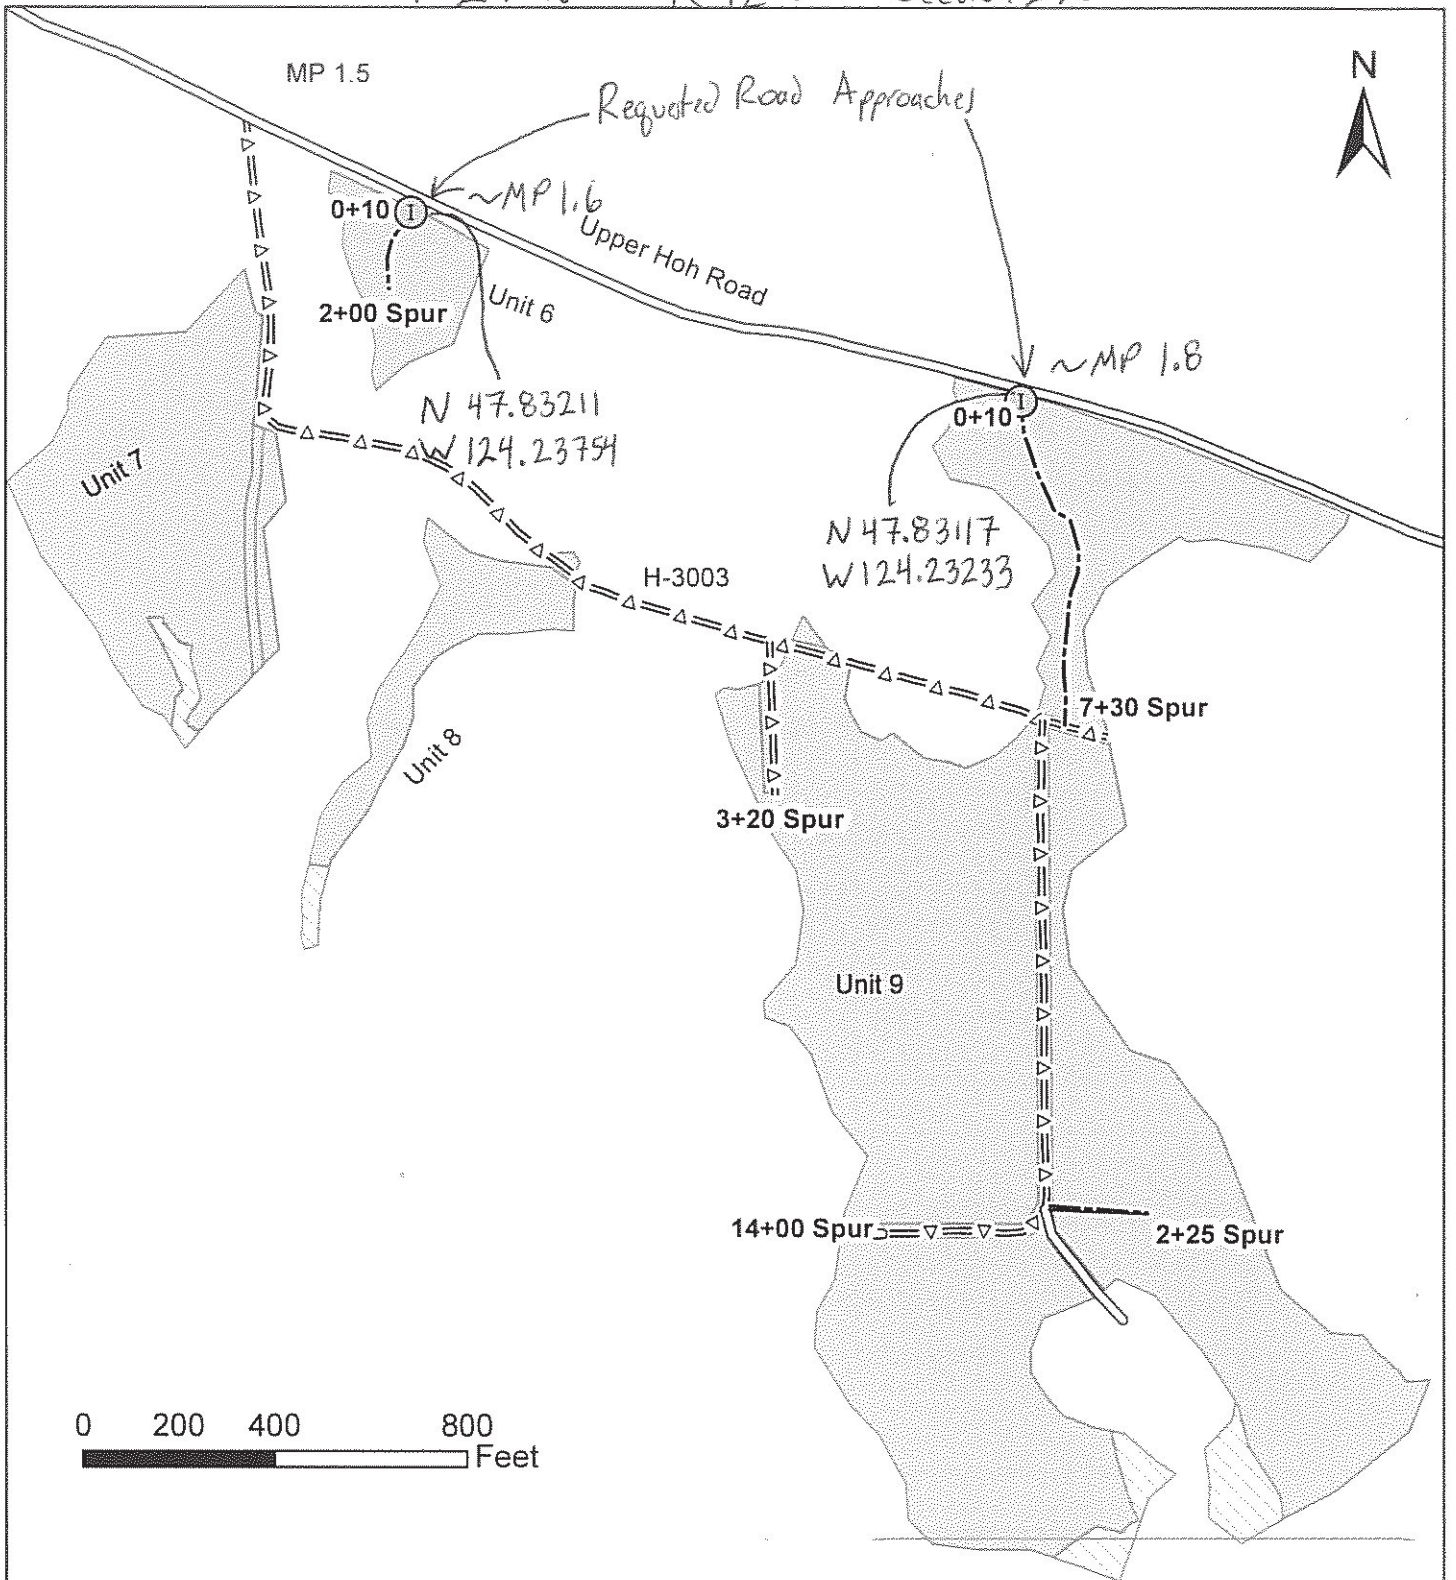 MP 1.5
N
Requested Road Approaches
~MP 1.6
0+10 I
Upper Hoh Road
2+00 Spur
Unit 6
~MP 1.8
I
0+10
N 47.83211
W 124.23754
Unit 7
N 47.83117
W 124.23233
H-3003
7+30 Spur
Unit 8
3+20 Spur
Unit 9
14+00 Spur
2+25 Spur
0 200 400 800
Feet